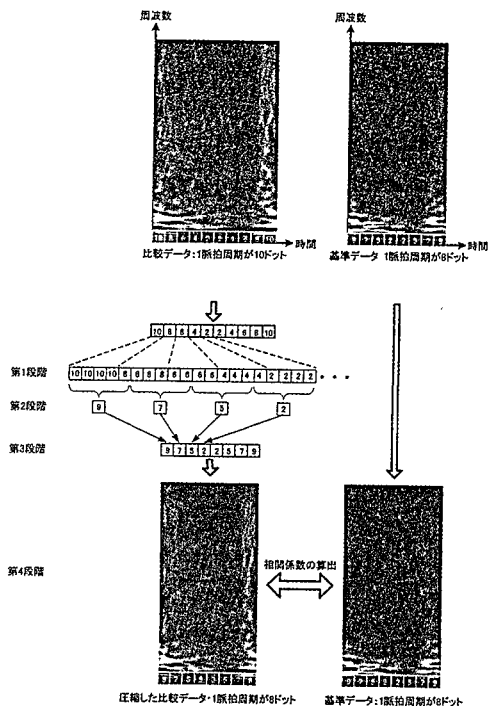 周波数
周波数
時間
時間
比較データ:1脈拍周期が10ドット
基準データ 1脈拍周期が8ドット
10 8 6 4 2 2 4 6 8 10
第1段階
10 10 10 10 8 8 8 8 6 6 6 6 4 4 4 4 2 2 2 2 ・・・
第2段階
9 7 5 2
第3段階
9 7 5 2 2 5 7 9
第4段階
相関係数の算出
圧縮した比較データ・1脈拍周期が8ドット
基準データ:1脈拍周期が8ドット